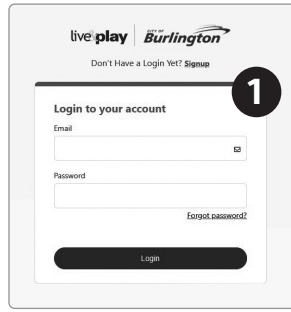 live&play CITY OF Burlington
Don't Have a Login Yet? Signup
1
Login to your account
Email
Password
Forgot password?
Login